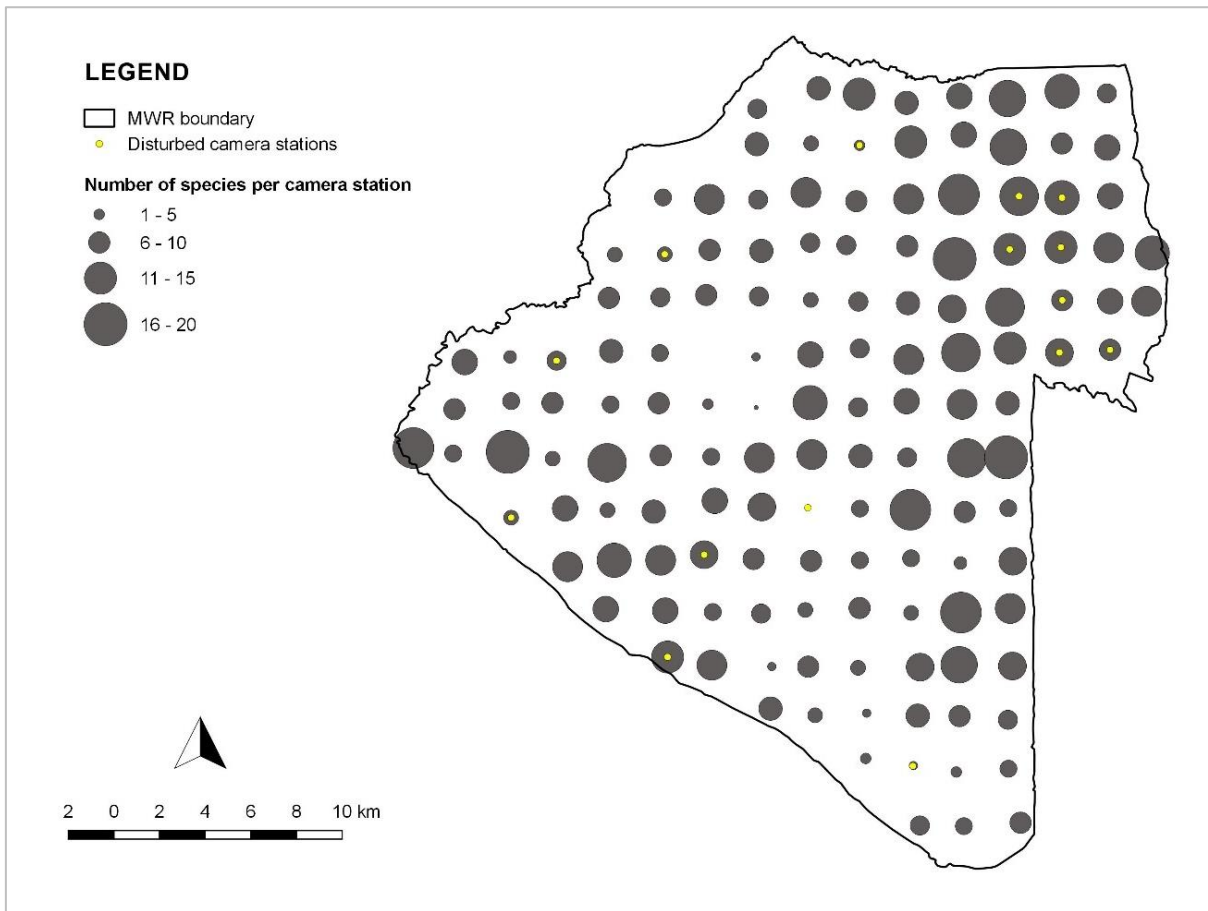 LEGEND
MWR boundary
Disturbed camera stations
Number of species per camera station
1 - 5
6 - 10
11 - 15
16 - 20
2 0 2 4 6 8 10 km